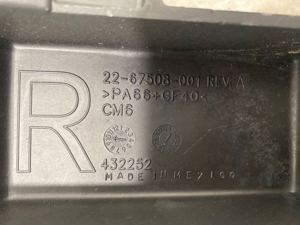 22-67508-001 REV A
>PA66+GF40<
R
CM6
432252
MADE IN MEXICO